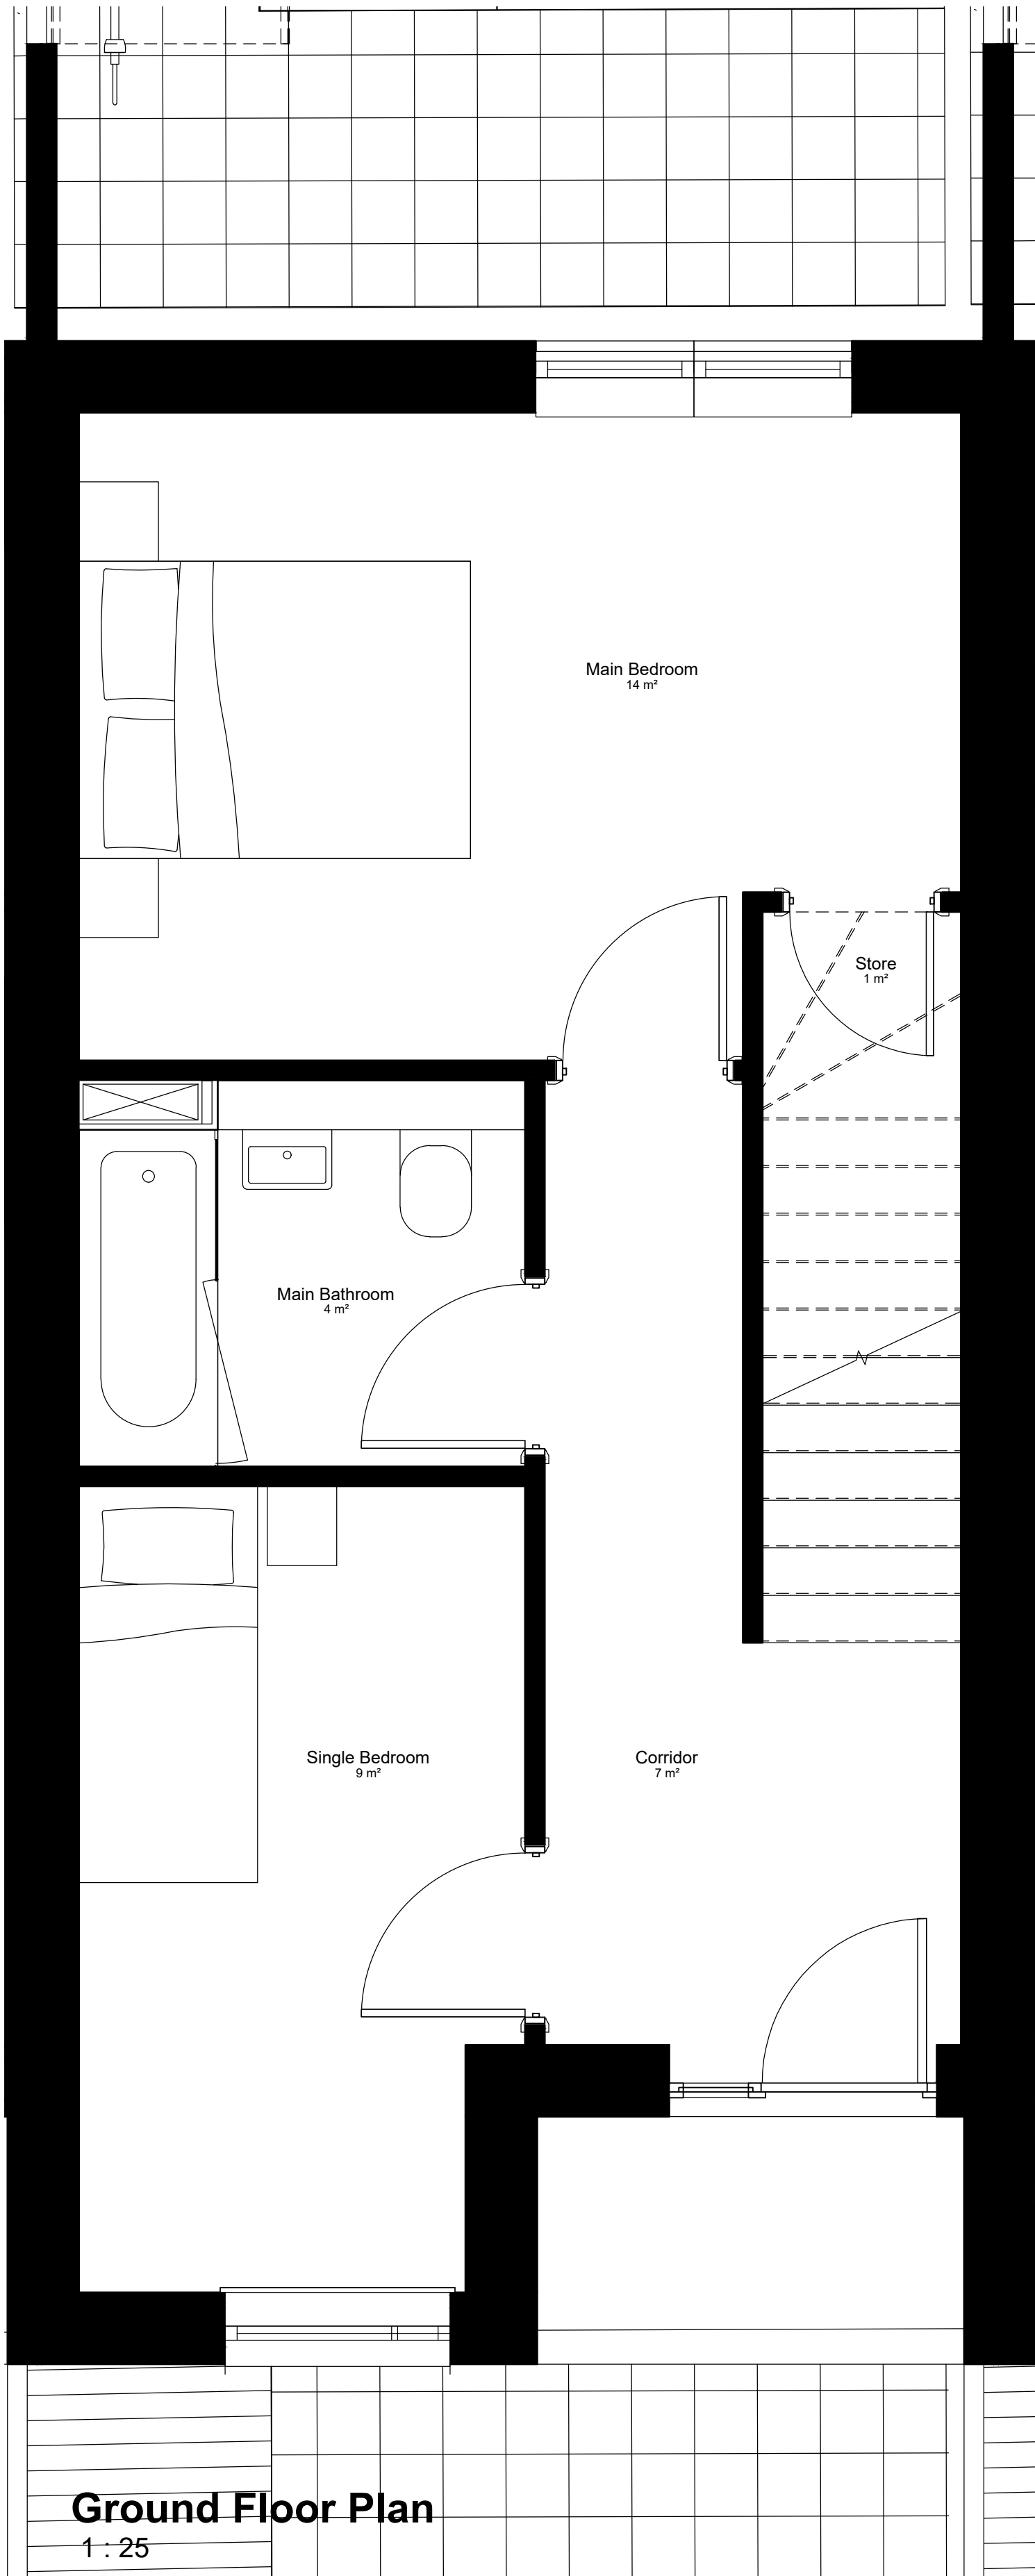 Main Bedroom
14 m²
Store
1 m²
Main Bathroom
4 m²
Single Bedroom
9 m²
Corridor
7 m²
Ground Floor Plan
1 : 25